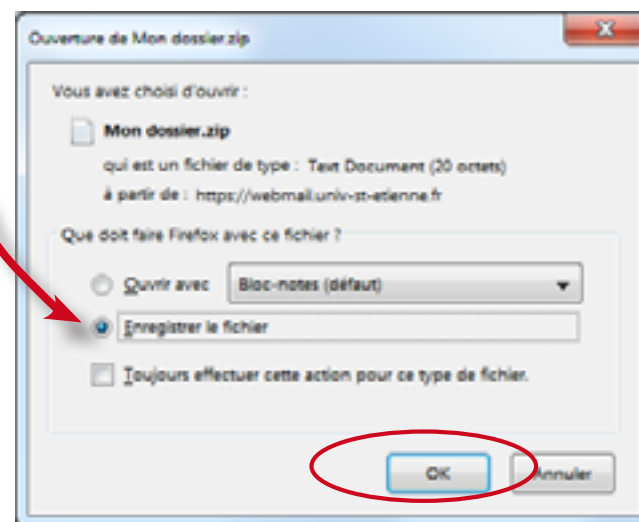 Ouverture de Mon dossier.zip
Vous avez choisi d'ouvrir :
Mon dossier.zip
qui est un fichier de type : Text Document (20 octets)
à partir de : https://webmail.univ-st-etienne.fr
Que doit faire Firefox avec ce fichier ?
Ouvrir avec Bloc-notes (défaut)
Enregistrer le fichier
Toujours effectuer cette action pour ce type de fichier.
OK Annuler